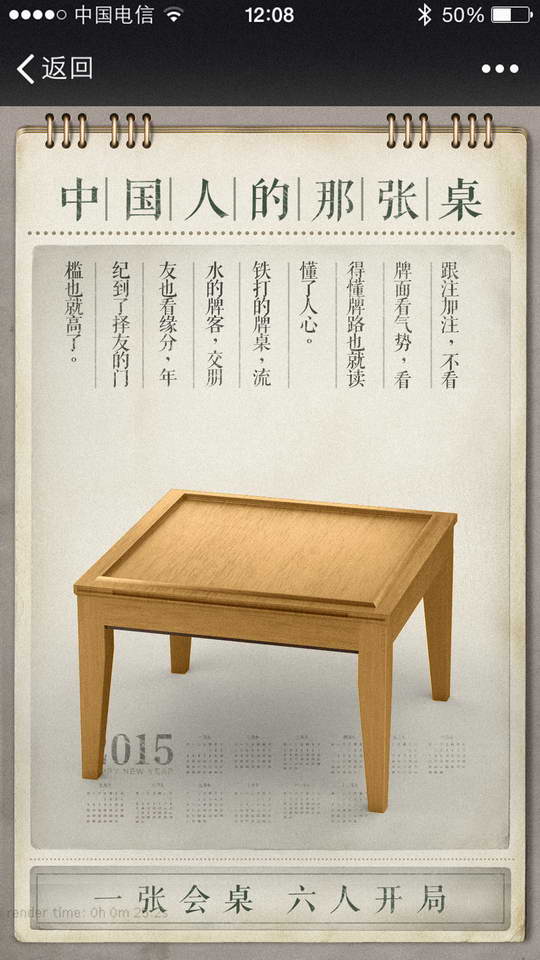 中国电信
12:08
50%
返回
中国人的那张桌
跟注加注，不看
牌面看气势，看
得懂牌路也就读
懂了人心。
铁打的牌桌，流
水的牌客，交朋
友也看缘分，年
纪到了择友的门
槛也就高了。
015
PY NEW YEAR
一张会桌 六人开局
render time: 0h 0m